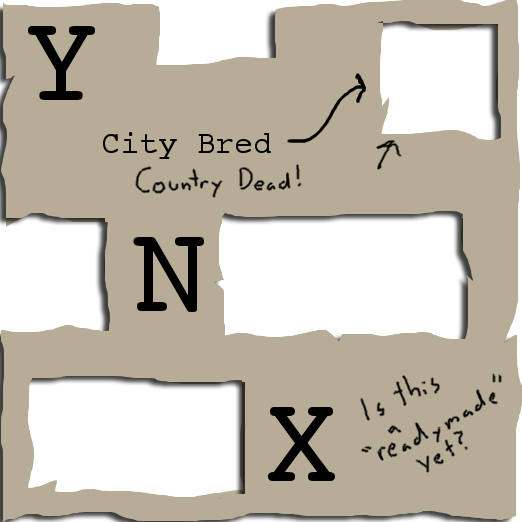 Y
City Bred
Country Dead!
N
X
Is this
a
"readymade"
yet?